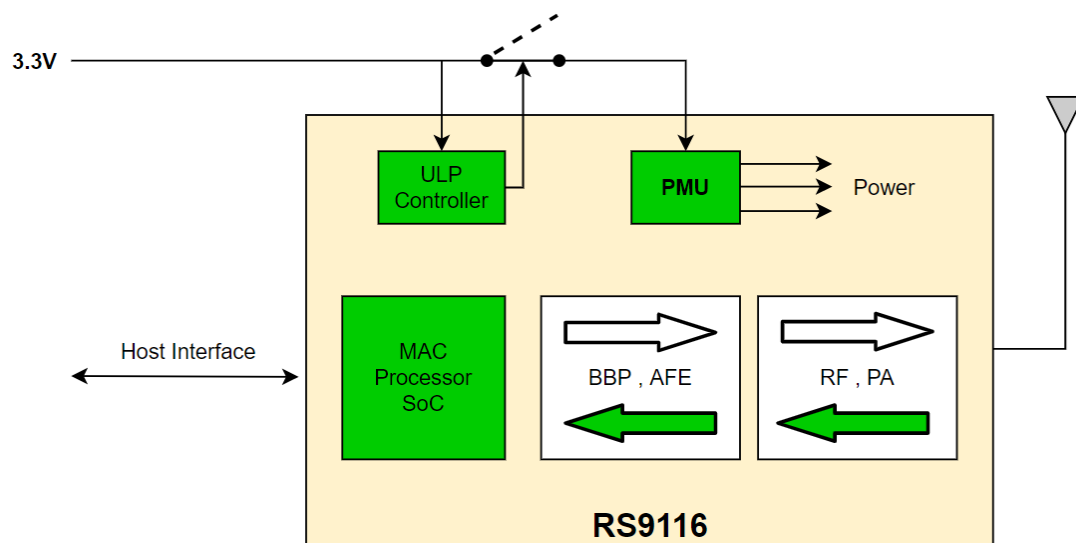 3.3V
ULP
Controller
PMU
Power
Host Interface
MAC
Processor
SoC
BBP , AFE
RF , PA
RS9116